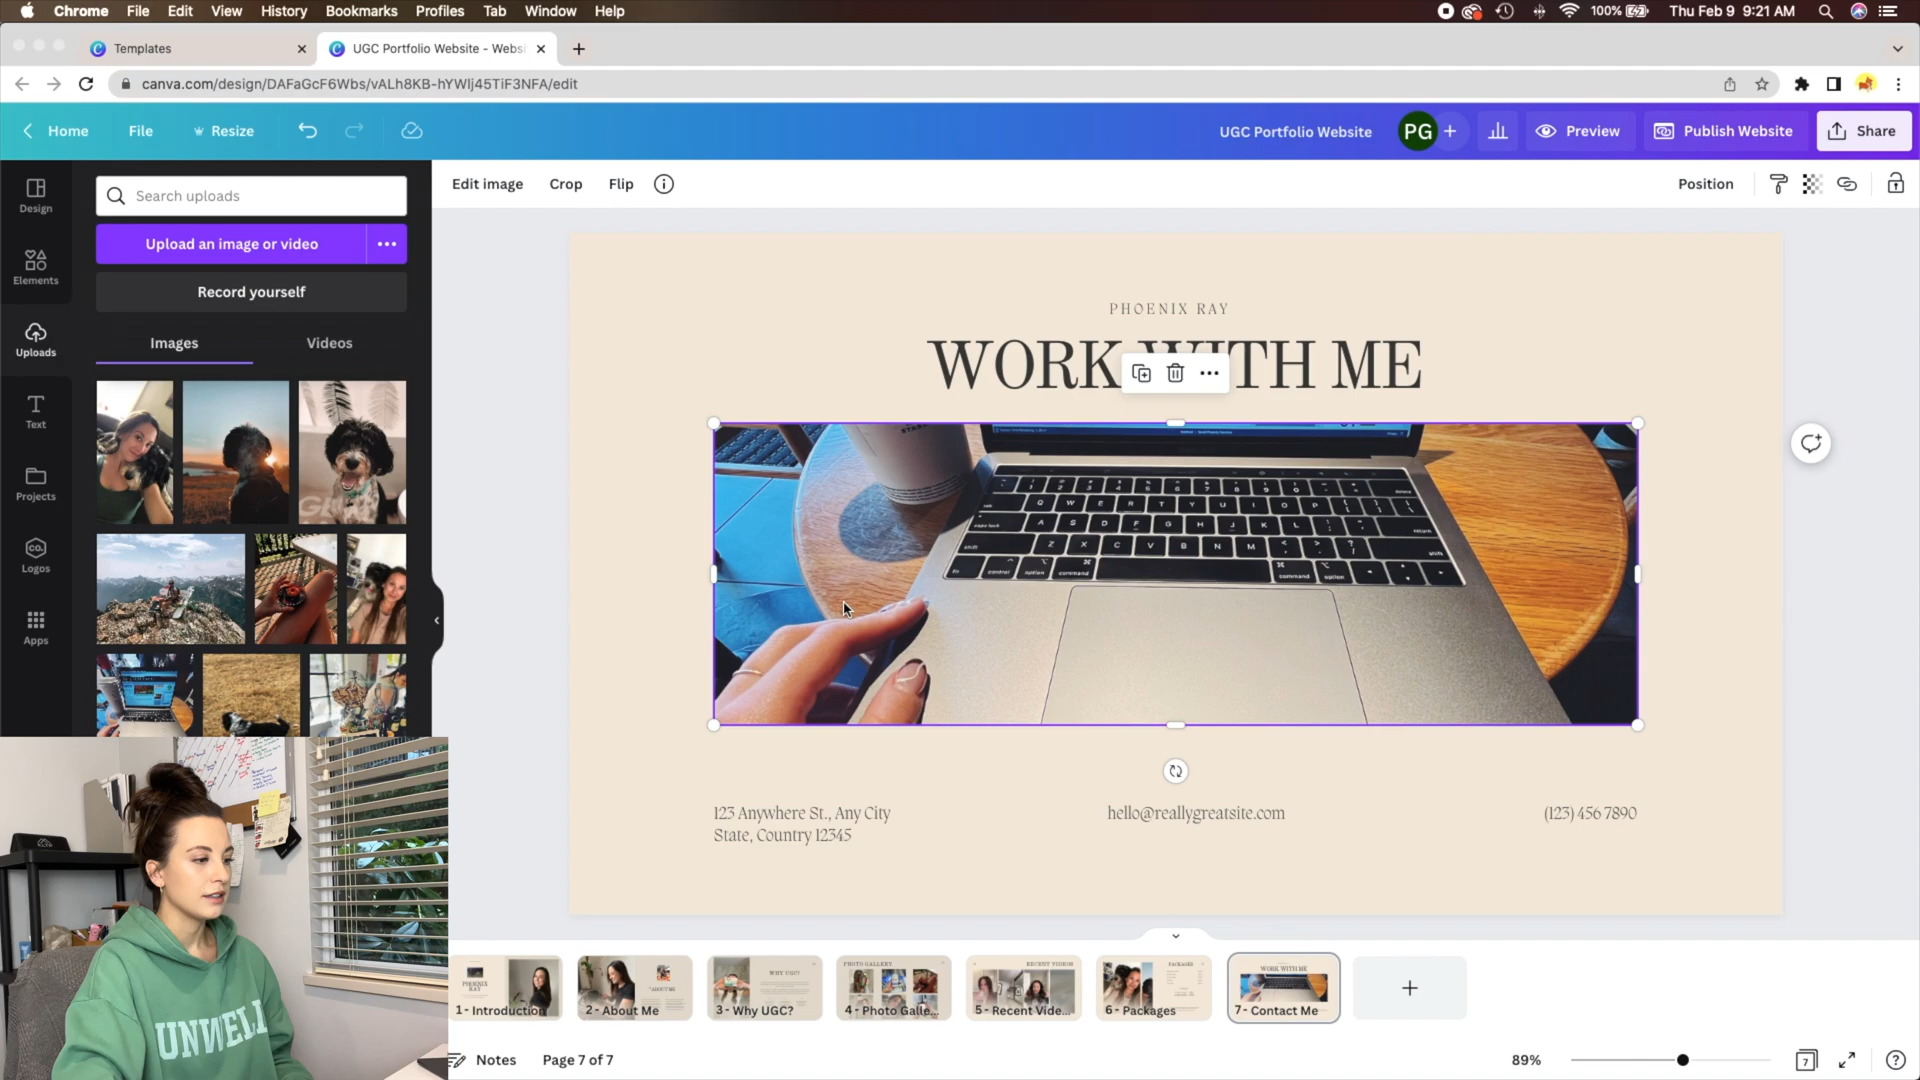 Chrome File Edit View History Bookmarks Profiles Tab Window Help
100% Thu Feb 9 9:21 AM
Templates
UGC Portfolio Website - Websi
canva.com/design/DAFaGcF6Wbs/vALh8KB-hYWlj45TiF3NFA/edit
Home File Resize
UGC Portfolio Website PG + Preview Publish Website Share
Design
Elements
Uploads
Text
Projects
CO.
Logos
Apps
Search uploads
Upload an image or video
Record yourself
Images Videos
Edit image Crop Flip
Position
PHOENIX RAY
WORK WITH ME
123 Anywhere St., Any City
State, Country 12345
hello@reallygreatsite.com
(123) 456 7890
UNWELL
1 - Introduction
2 - About Me
3 - Why UGC?
4 - Photo Galle...
5 - Recent Vide...
6 - Packages
7 - Contact Me
Notes Page 7 of 7
89%
7